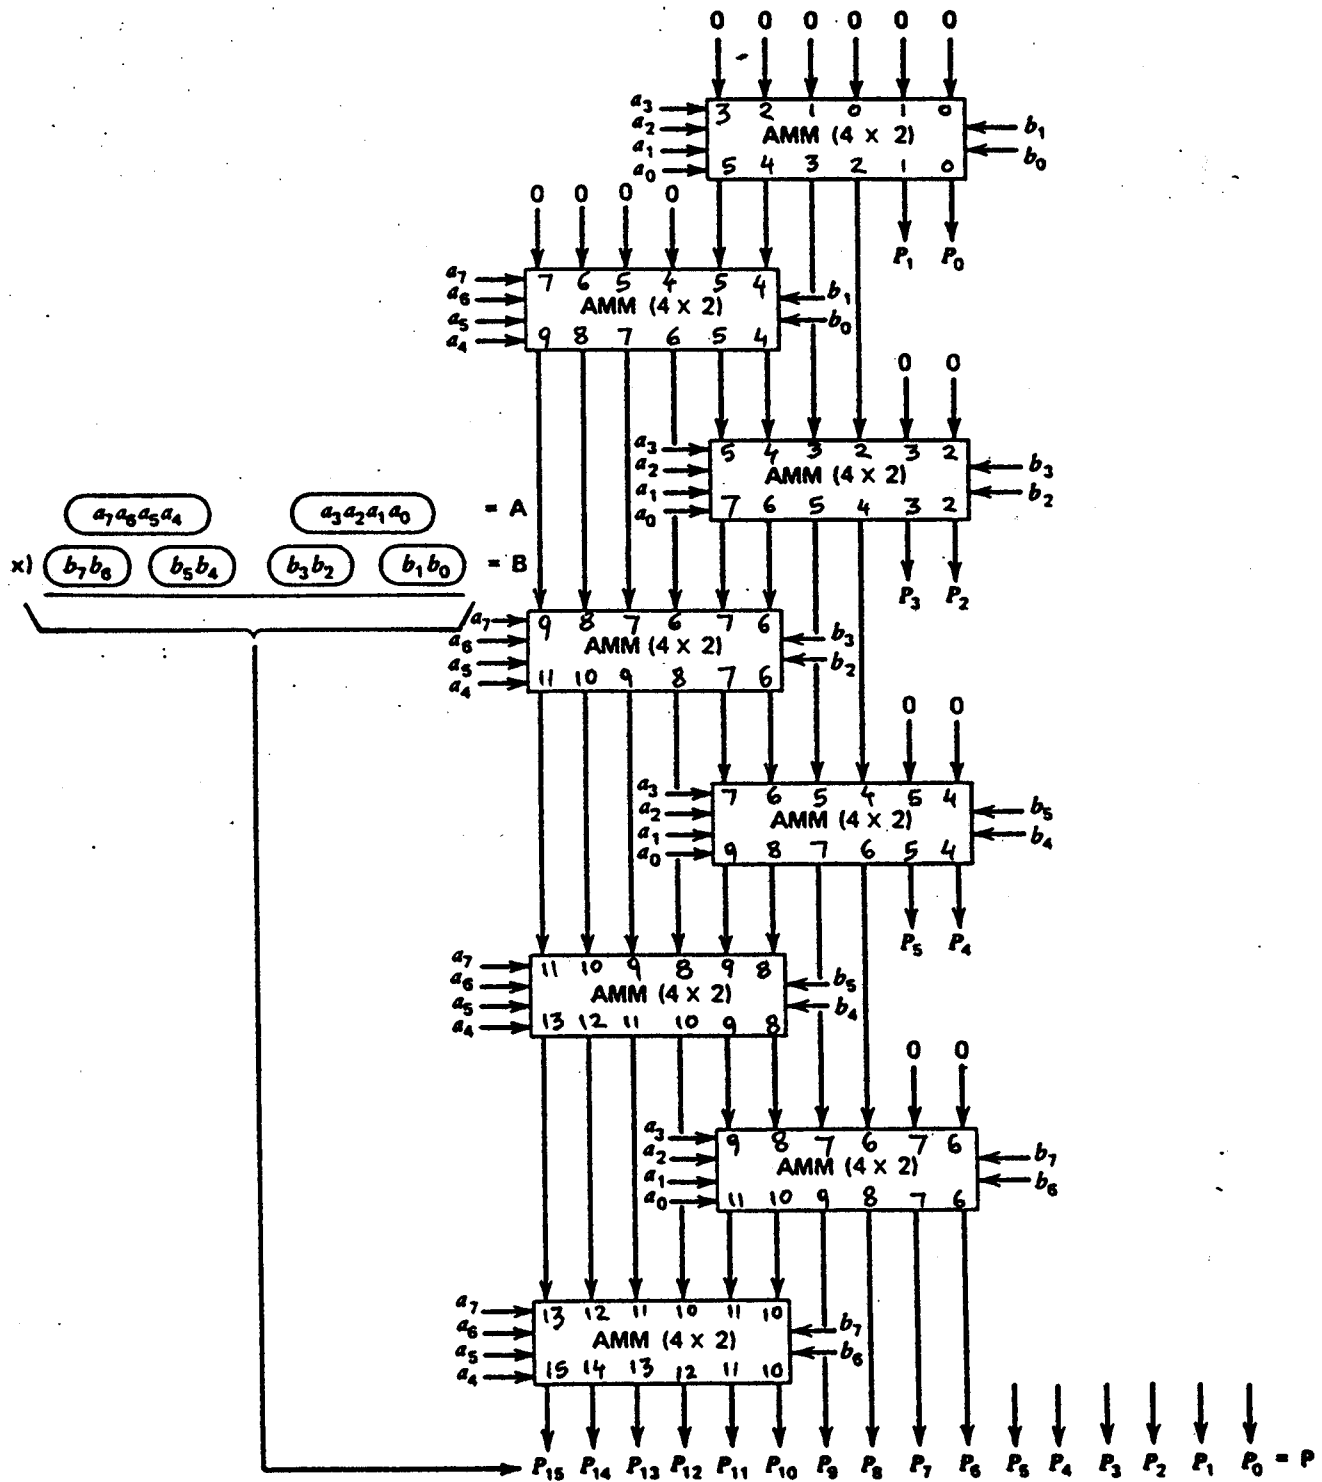 0 0 0 0 0 0
a3 3 2 1 0 1 0
a2 AMM (4 × 2) b1
a1 b0
a0 5 4 3 2 1 0
0 0 0 0
P1 P0
a7 7 6 5 4 5 4
a6 AMM (4 × 2) b1
a5 b0
a4 9 8 7 6 5 4
0 0
a3 5 4 3 2 3 2
a2 AMM (4 × 2) b3
a1 b2
a0 7 6 5 4 3 2
a7a6a5a4 a3a2a1a0 = A
x) b7b6 b5b4 b3b2 b1b0 = B
P3 P2
a7 9 8 7 6 7 6
a6 AMM (4 × 2) b3
a5 b2
a4 11 10 9 8 7 6
0 0
a3 7 6 5 4 5 4
a2 AMM (4 × 2) b5
a1 b4
a0 9 8 7 6 5 4
P5 P4
a7 11 10 9 8 9 8
a6 AMM (4 × 2) b5
a5 b4
a4 13 12 11 10 9 8
0 0
a3 9 8 7 6 7 6
a2 AMM (4 × 2) b7
a1 b6
a0 11 10 9 8 7 6
a7 13 12 11 10 11 10
a6 AMM (4 × 2) b7
a5 b6
a4 15 14 13 12 11 10
P15 P14 P13 P12 P11 P10 P9 P8 P7 P6 P5 P4 P3 P2 P1 P0 = P